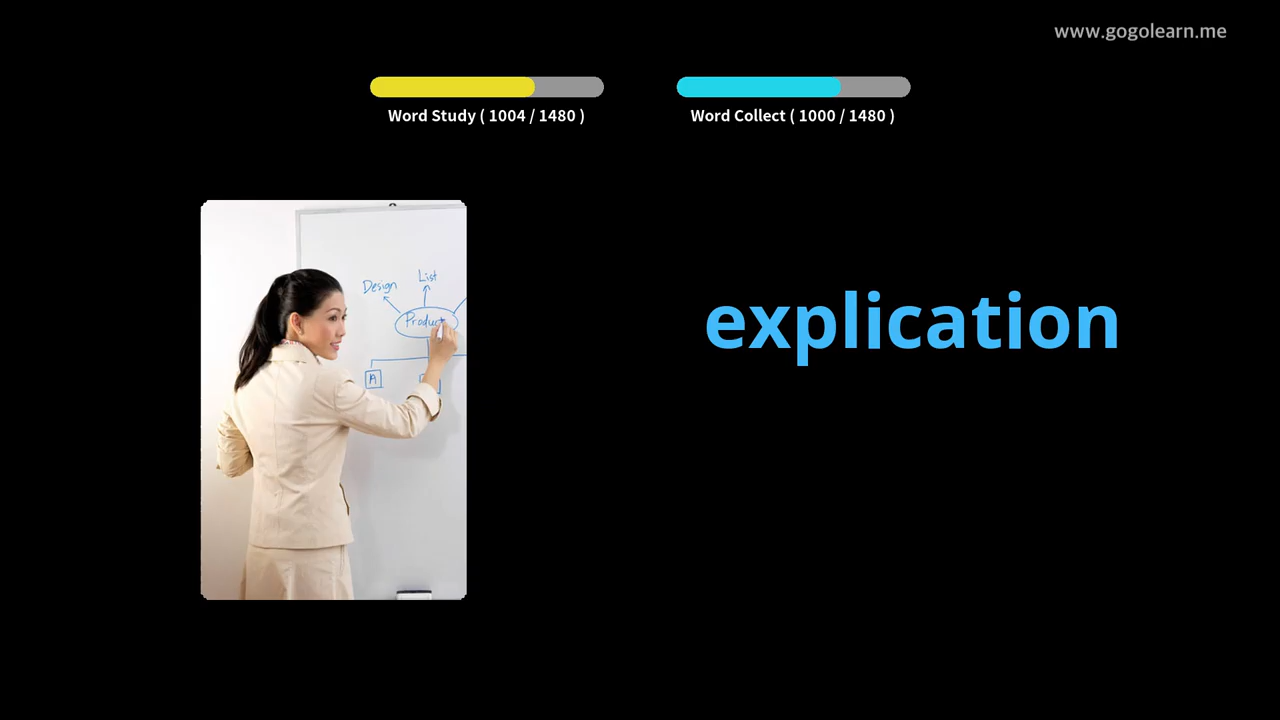 www.gogolearn.me
Word Study ( 1004 / 1480 )
Word Collect ( 1000 / 1480 )
List
Design
Product
A
explication